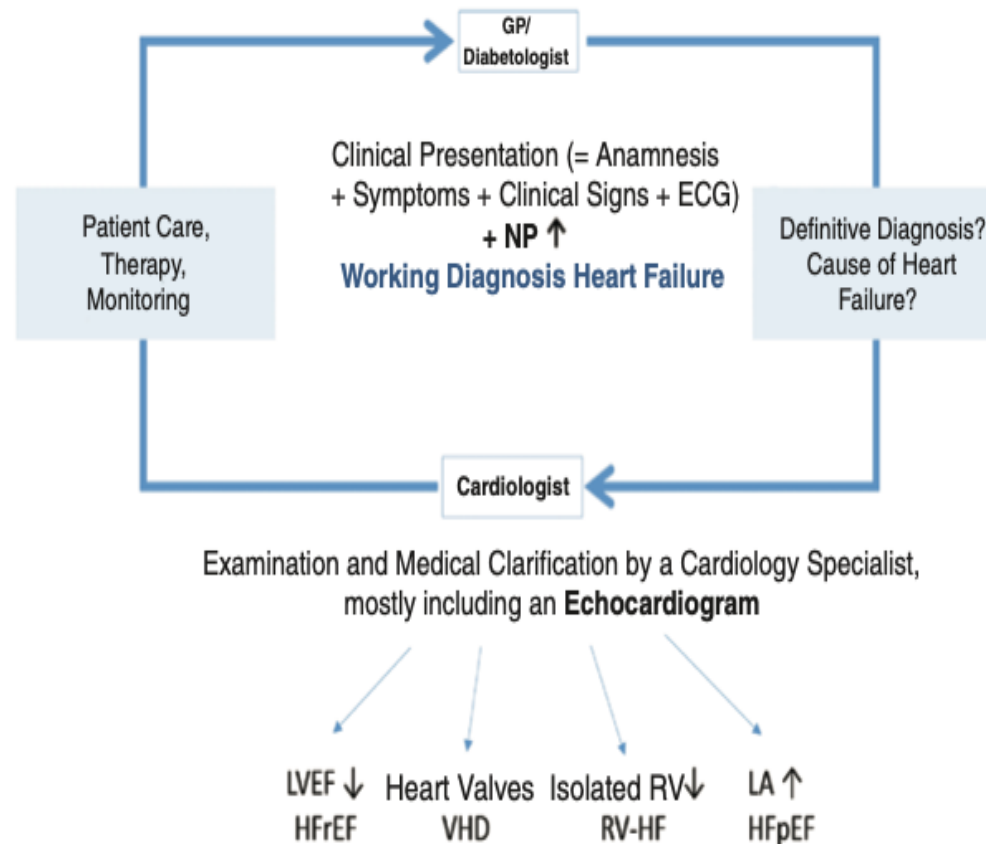 GP/
Diabetologist
Clinical Presentation (= Anamnesis
+ Symptoms + Clinical Signs + ECG)
+ NP ↑
Working Diagnosis Heart Failure
Patient Care,
Therapy,
Monitoring
Definitive Diagnosis?
Cause of Heart
Failure?
Cardiologist
Examination and Medical Clarification by a Cardiology Specialist,
mostly including an Echocardiogram
LVEF ↓
HFrEF
Heart Valves
VHD
Isolated RV↓
RV-HF
LA ↑
HFpEF